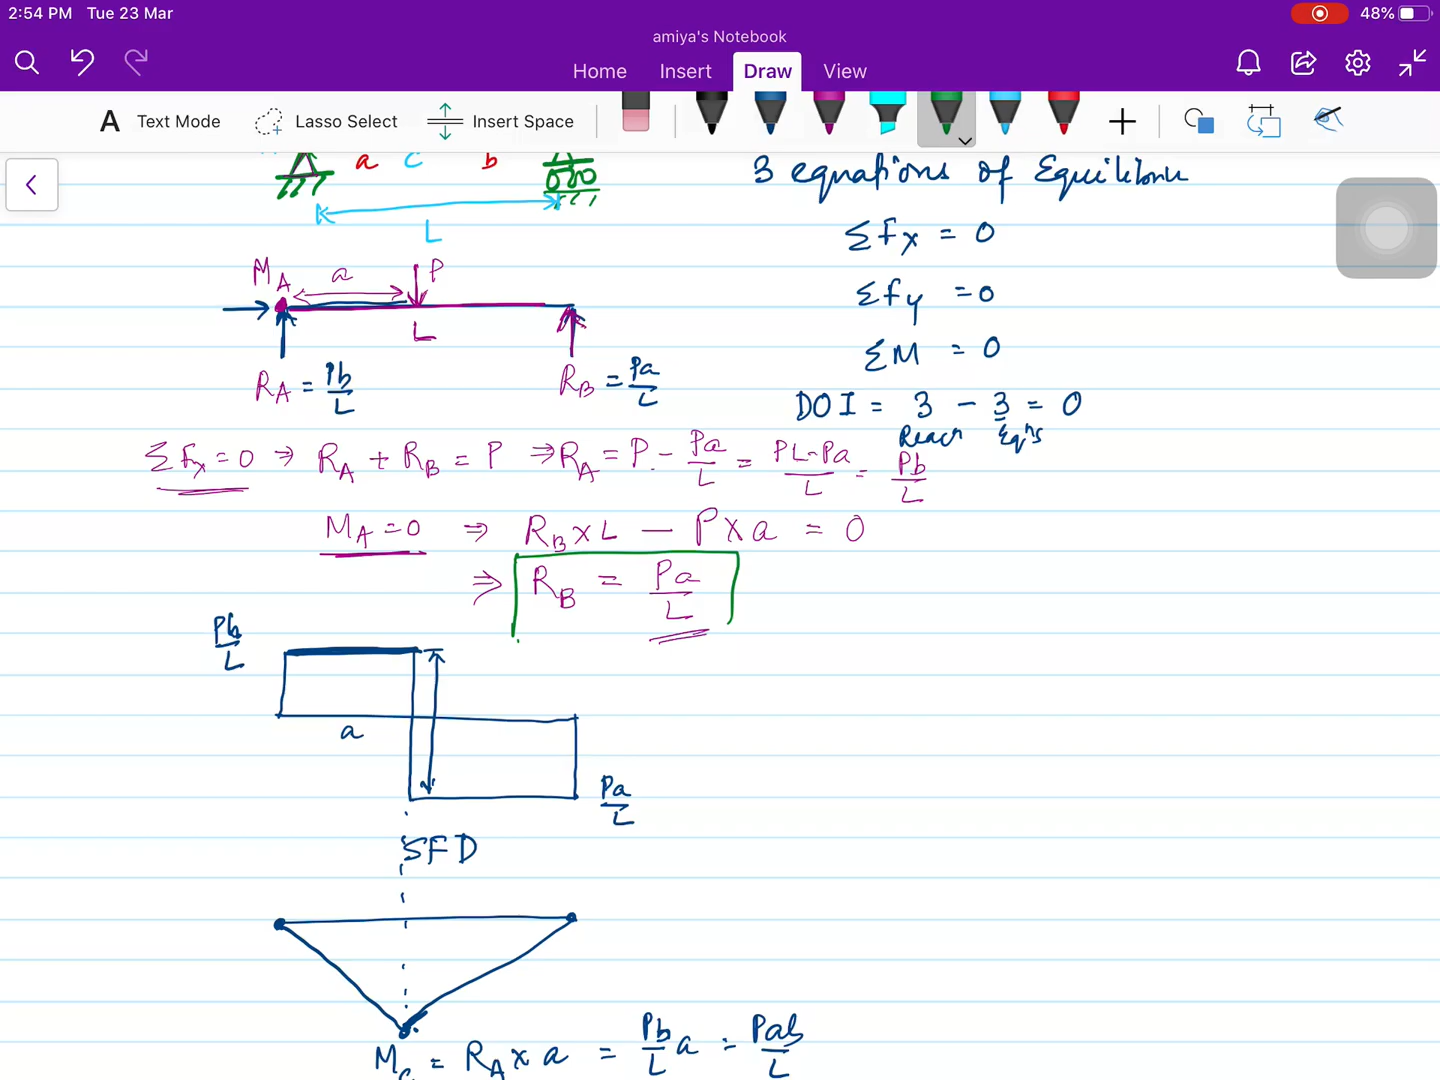 2:54 PM Tue 23 Mar
48%
amiya's Notebook
Home Insert Draw View
A Text Mode Lasso Select Insert Space
a c b
L
3 equations of
Σfx = 0
Σfy = 0
ΣM = 0
DOI = 3 - 3 = 0
Reacn Eqns
MA a P
L
RA = Pb/L RB = Pa/L
Σfx = 0 ⇒ RA + RB = P ⇒ RA = P - Pa/L = PL-Pa/L = Pb/L
MA = 0 ⇒ RB x L - P x a = 0
⇒ RB = Pa/L
Pb/L
a
Pa/L
SFD
Mc = RA x a = Pb/L a = Pab/L